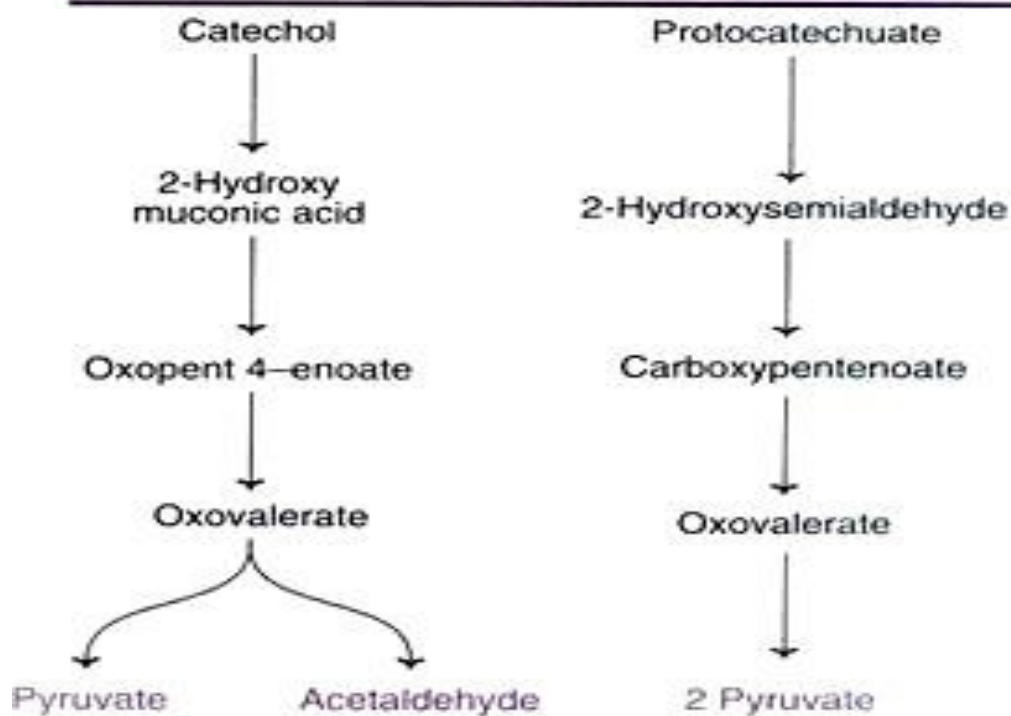 Catechol
2-Hydroxy
muconic acid
Oxopent 4–enoate
Oxovalerate
Pyruvate
Acetaldehyde
Protocatechuate
2-Hydroxysemialdehyde
Carboxypentenoate
Oxovalerate
2 Pyruvate